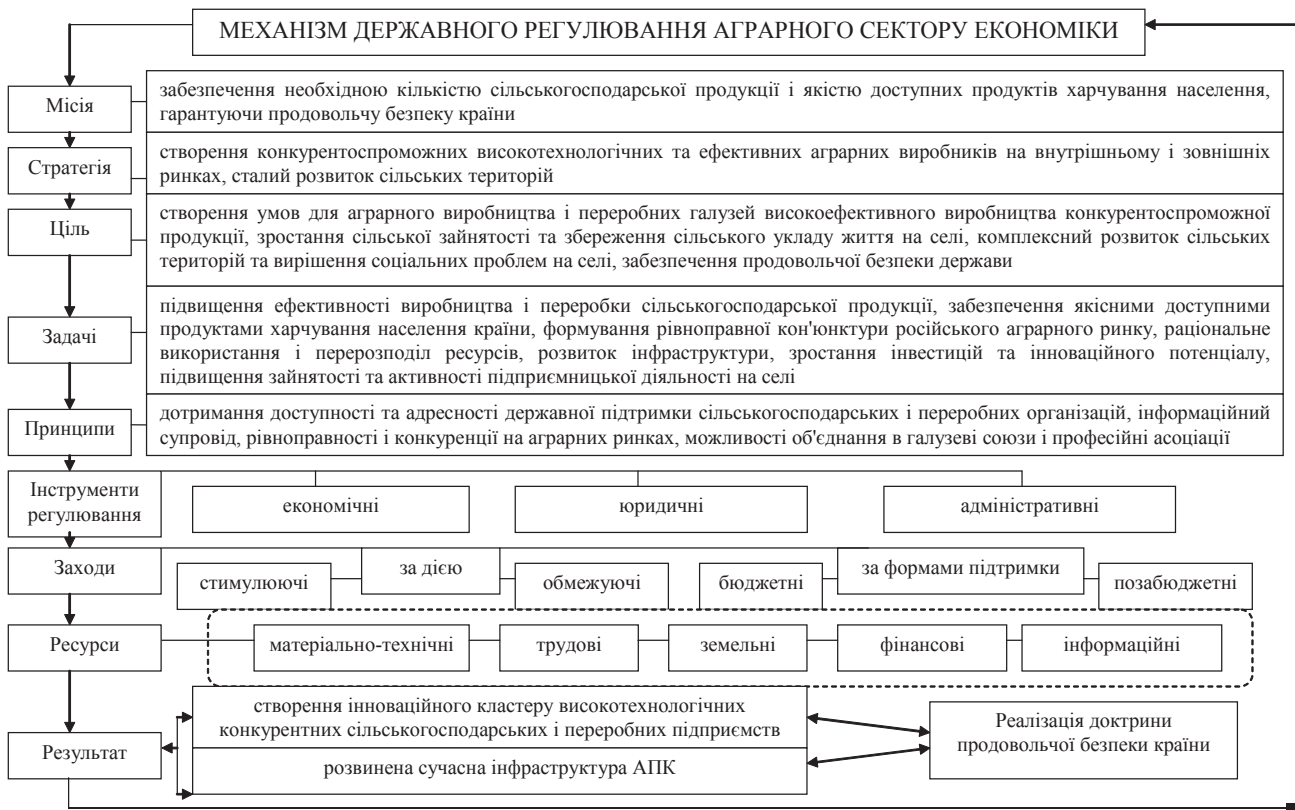 МЕХАНІЗМ ДЕРЖАВНОГО РЕГУЛЮВАННЯ АГРАРНОГО СЕКТОРУ ЕКОНОМІКИ
Місія
забезпечення необхідною кількістю сільськогосподарської продукції і якістю доступних продуктів харчування населення,
гарантуючи продовольчу безпеку країни
Стратегія
створення конкурентоспроможних високотехнологічних та ефективних аграрних виробників на внутрішньому і зовнішніх
ринках, сталий розвиток сільських територій
Ціль
створення умов для аграрного виробництва і переробних галузей високоефективного виробництва конкурентоспроможної
продукції, зростання сільської зайнятості та збереження сільського укладу життя на селі, комплексний розвиток сільських
територій та вирішення соціальних проблем на селі, забезпечення продовольчої безпеки держави
Задачі
підвищення ефективності виробництва і переробки сільськогосподарської продукції, забезпечення якісними доступними
продуктами харчування населення країни, формування рівноправної кон'юнктури російського аграрного ринку, раціональне
використання і перерозподіл ресурсів, розвиток інфраструктури, зростання інвестицій та інноваційного потенціалу,
підвищення зайнятості та активності підприємницької діяльності на селі
Принципи
дотримання доступності та адресності державної підтримки сільськогосподарських і переробних організацій, інформаційний
супровід, рівноправності і конкуренції на аграрних ринках, можливості об'єднання в галузеві союзи і професійні асоціації
Інструменти
регулювання
економічні
юридичні
адміністративні
Заходи
стимулюючі
за дією
обмежуючі
бюджетні
за формами підтримки
позабюджетні
Ресурси
матеріально-технічні
трудові
земельні
фінансові
інформаційні
Результат
створення інноваційного кластеру високотехнологічних
конкурентних сільськогосподарських і переробних підприємств
розвинена сучасна інфраструктура АПК
Реалізація доктрини
продовольчої безпеки країни